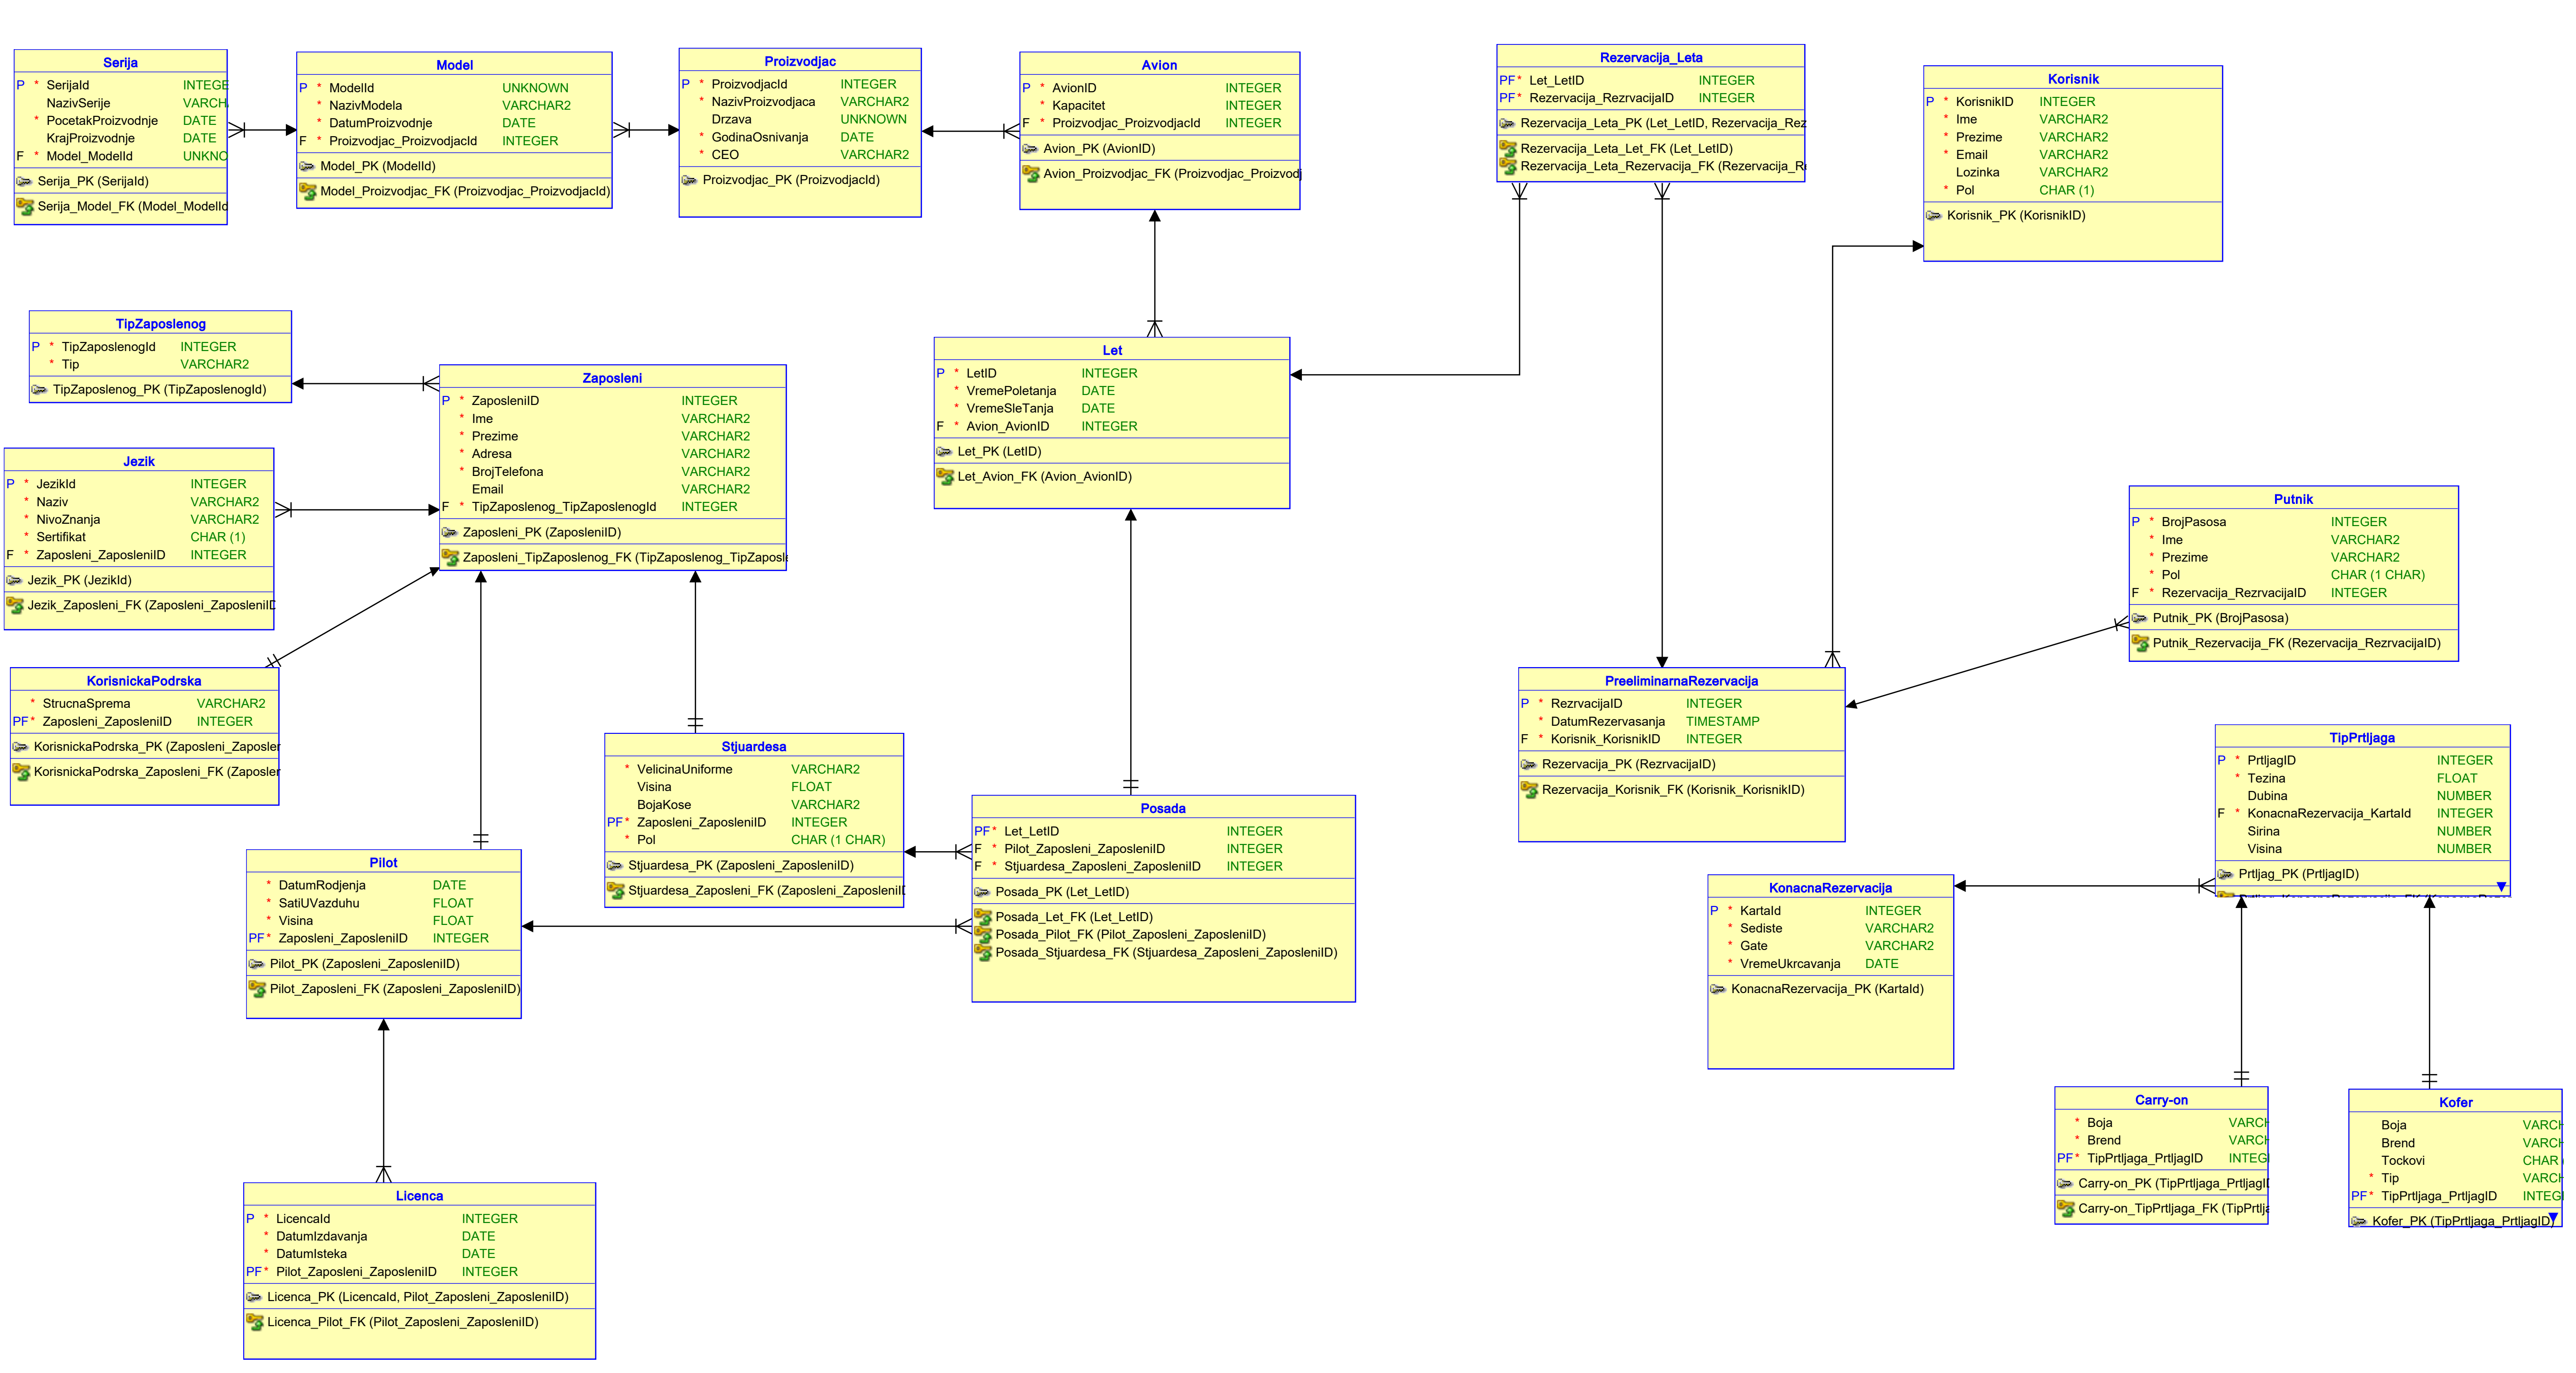 Serija
P * SerijaId INTEGE
NazivSerije VARCH
* PocetakProizvodnje DATE
KrajProizvodnje DATE
F * Model_ModelId UNKNO
Serija_PK (SerijaId)
Serija_Model_FK (Model_ModelId
Model
P * ModelId UNKNOWN
* NazivModela VARCHAR2
* DatumProizvodnje DATE
F * Proizvodjac_ProizvodjacId INTEGER
Model_PK (ModelId)
Model_Proizvodjac_FK (Proizvodjac_ProizvodjacId)
Proizvodjac
P * ProizvodjacId INTEGER
* NazivProizvodjaca VARCHAR2
Drzava UNKNOWN
* GodinaOsnivanja DATE
* CEO VARCHAR2
Proizvodjac_PK (ProizvodjacId)
Avion
P * AvionID INTEGER
* Kapacitet INTEGER
F * Proizvodjac_ProizvodjacId INTEGER
Avion_PK (AvionID)
Avion_Proizvodjac_FK (Proizvodjac_Proizvodj
Rezervacija_Leta
PF * Let_LetID INTEGER
PF * Rezervacija_RezrvacijaID INTEGER
Rezervacija_Leta_PK (Let_LetID, Rezervacija_Rez
Rezervacija_Leta_Let_FK (Let_LetID)
Rezervacija_Leta_Rezervacija_FK (Rezervacija_R
Korisnik
P * KorisnikID INTEGER
* Ime VARCHAR2
* Prezime VARCHAR2
* Email VARCHAR2
Lozinka VARCHAR2
* Pol CHAR (1)
Korisnik_PK (KorisnikID)
TipZaposlenog
P * TipZaposlenogId INTEGER
* Tip VARCHAR2
TipZaposlenog_PK (TipZaposlenogId)
Zaposleni
P * ZaposleniID INTEGER
* Ime VARCHAR2
* Prezime VARCHAR2
* Adresa VARCHAR2
* BrojTelefona VARCHAR2
Email VARCHAR2
F * TipZaposlenog_TipZaposlenogId INTEGER
Zaposleni_PK (ZaposleniID)
Zaposleni_TipZaposlenog_FK (TipZaposlenog_TipZaposl
Let
P * LetID INTEGER
* VremePoletanja DATE
* VremeSleTanja DATE
F * Avion_AvionID INTEGER
Let_PK (LetID)
Let_Avion_FK (Avion_AvionID)
Jezik
P * JezikId INTEGER
* Naziv VARCHAR2
* NivoZnanja VARCHAR2
* Sertifikat CHAR (1)
F * Zaposleni_ZaposleniID INTEGER
Jezik_PK (JezikId)
Jezik_Zaposleni_FK (Zaposleni_ZaposleniID
Putnik
P * BrojPasosa INTEGER
* Ime VARCHAR2
* Prezime VARCHAR2
* Pol CHAR (1 CHAR)
F * Rezervacija_RezrvacijaID INTEGER
Putnik_PK (BrojPasosa)
Putnik_Rezervacija_FK (Rezervacija_RezrvacijaID)
KorisnickaPodrska
* StrucnaSprema VARCHAR2
PF * Zaposleni_ZaposleniID INTEGER
KorisnickaPodrska_PK (Zaposleni_Zaposler
KorisnickaPodrska_Zaposleni_FK (Zaposler
Stjuardesa
* VelicinaUniforme VARCHAR2
Visina FLOAT
BojaKose VARCHAR2
PF * Zaposleni_ZaposleniID INTEGER
* Pol CHAR (1 CHAR)
Stjuardesa_PK (Zaposleni_ZaposleniID)
Stjuardesa_Zaposleni_FK (Zaposleni_ZaposleniI
PreeliminarnaRezervacija
P * RezrvacijaID INTEGER
* DatumRezervasanja TIMESTAMP
F * Korisnik_KorisnikID INTEGER
Rezervacija_PK (RezrvacijaID)
Rezervacija_Korisnik_FK (Korisnik_KorisnikID)
TipPrtljaga
P * PrtljagID INTEGER
* Tezina FLOAT
Dubina NUMBER
F * KonacnaRezervacija_KartaId INTEGER
Sirina NUMBER
Visina NUMBER
Prtljag_PK (PrtljagID)
Posada
PF * Let_LetID INTEGER
F * Pilot_Zaposleni_ZaposleniID INTEGER
F * Stjuardesa_Zaposleni_ZaposleniID INTEGER
Posada_PK (Let_LetID)
Posada_Let_FK (Let_LetID)
Posada_Pilot_FK (Pilot_Zaposleni_ZaposleniID)
Posada_Stjuardesa_FK (Stjuardesa_Zaposleni_ZaposleniID)
Pilot
* DatumRodjenja DATE
* SatiUVazduhu FLOAT
* Visina FLOAT
PF * Zaposleni_ZaposleniID INTEGER
Pilot_PK (Zaposleni_ZaposleniID)
Pilot_Zaposleni_FK (Zaposleni_ZaposleniID)
KonacnaRezervacija
P * KartaId INTEGER
* Sediste VARCHAR2
* Gate VARCHAR2
* VremeUkrcavanja DATE
KonacnaRezervacija_PK (KartaId)
Carry-on
* Boja VARCH
* Brend VARCH
PF * TipPrtljaga_PrtljagID INTEG
Carry-on_PK (TipPrtljaga_PrtljagI
Carry-on_TipPrtljaga_FK (TipPrtlja
Kofer
Boja VARCH
Brend VARCH
Tockovi CHAR
* Tip VARCH
PF * TipPrtljaga_PrtljagID INTEG
Kofer_PK (TipPrtljaga_PrtljagID)
Licenca
P * LicencaId INTEGER
* DatumIzdavanja DATE
* DatumIsteka DATE
PF * Pilot_Zaposleni_ZaposleniID INTEGER
Licenca_PK (LicencaId, Pilot_Zaposleni_ZaposleniID)
Licenca_Pilot_FK (Pilot_Zaposleni_ZaposleniID)